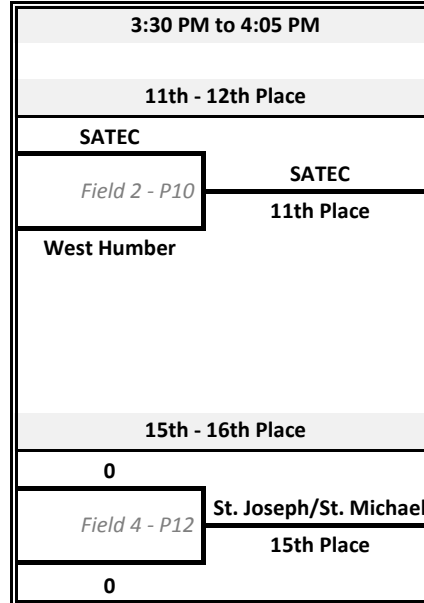 3:30 PM to 4:05 PM
11th - 12th Place
SATEC
Field 2 - P10
SATEC
11th Place
West Humber
15th - 16th Place
0
Field 4 - P12
St. Joseph/St. Michael
15th Place
0